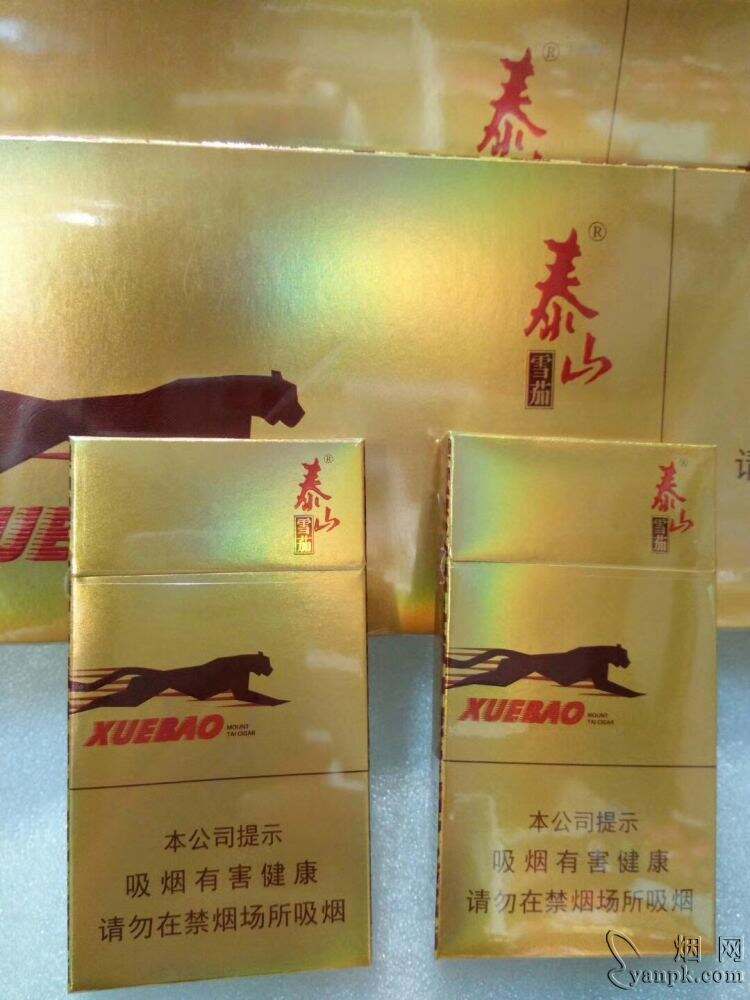 泰山
®
泰山
®
雪茄
请
XUEBAO
泰山
®
雪茄
XUEBAO
MOUNT
TAI CIGAR
本公司提示
吸烟有害健康
请勿在禁烟场所吸烟
泰山
®
雪茄
XUEBAO
MOUNT
TAI CIGAR
本公司提示
吸烟有害健康
请勿在禁烟场所吸烟
烟网
yanpk.com